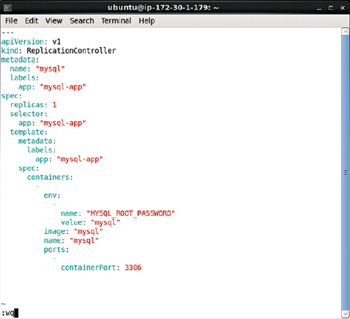 ubuntu@ip-172-30-1-179: ~
File Edit View Search Terminal Help
---
apiVersion: v1
kind: ReplicationController
metadata:
  name: "mysql"
  labels:
    app: "mysql-app"
spec:
  replicas: 1
  selector:
    app: "mysql-app"
  template:
    metadata:
      labels:
        app: "mysql-app"
    spec:
      containers:
        -
          env:
            -
              name: "MYSQL_ROOT_PASSWORD"
              value: "mysql"
          image: "mysql"
          name: "mysql"
          ports:
            -
              containerPort: 3306
~
:wq